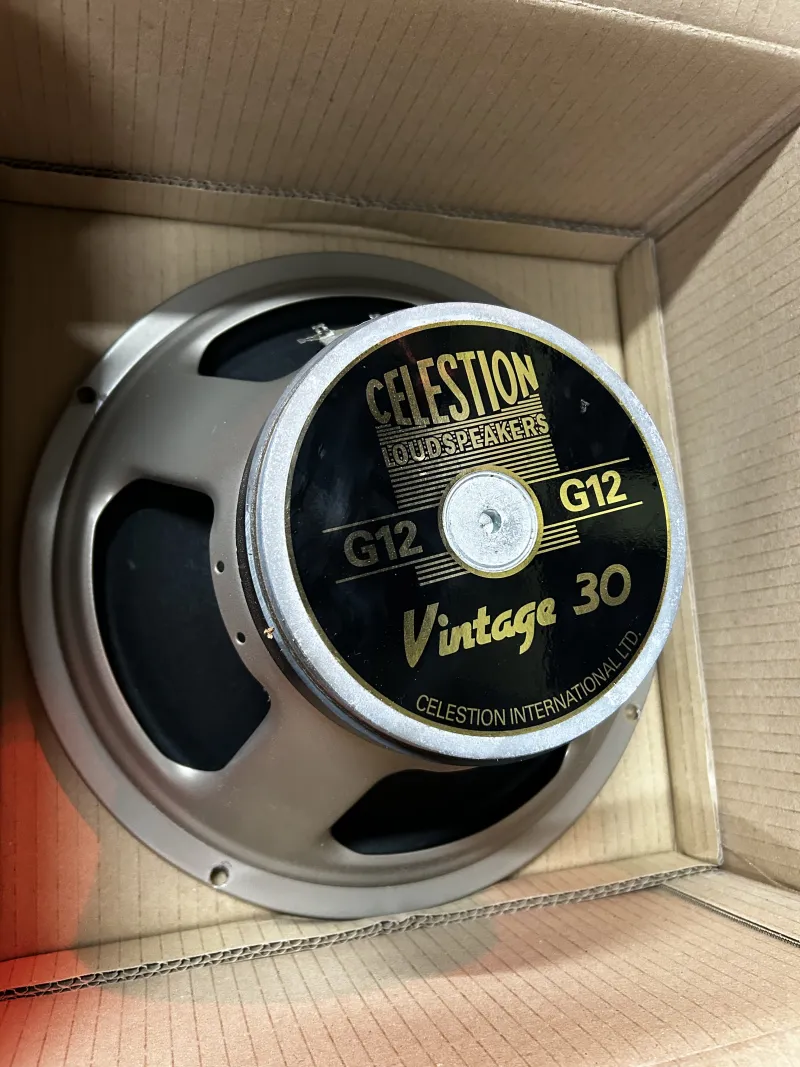 CELESTION
LOUDSPEAKERS
G12
G12
Vintage 30
CELESTION INTERNATIONAL LTD.